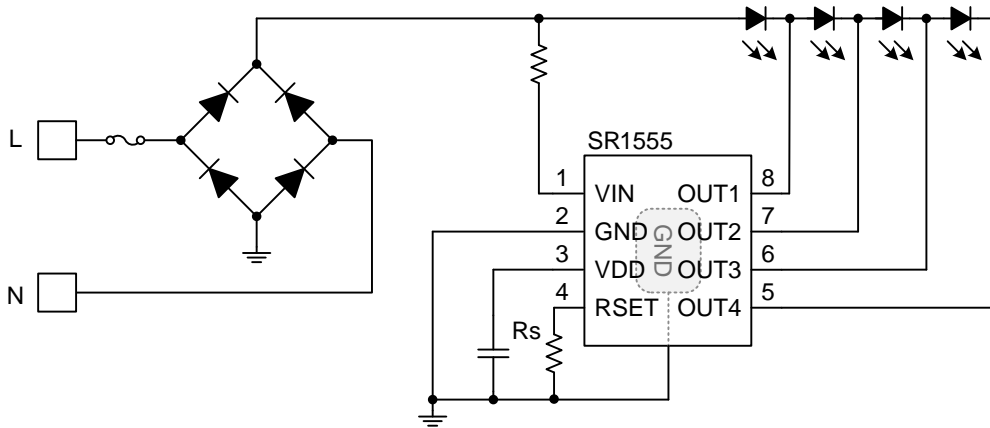 L
N
SR1555
1 VIN OUT1 8
2 GND OUT2 7
GND
3 VDD OUT3 6
4 RSET OUT4 5
Rs